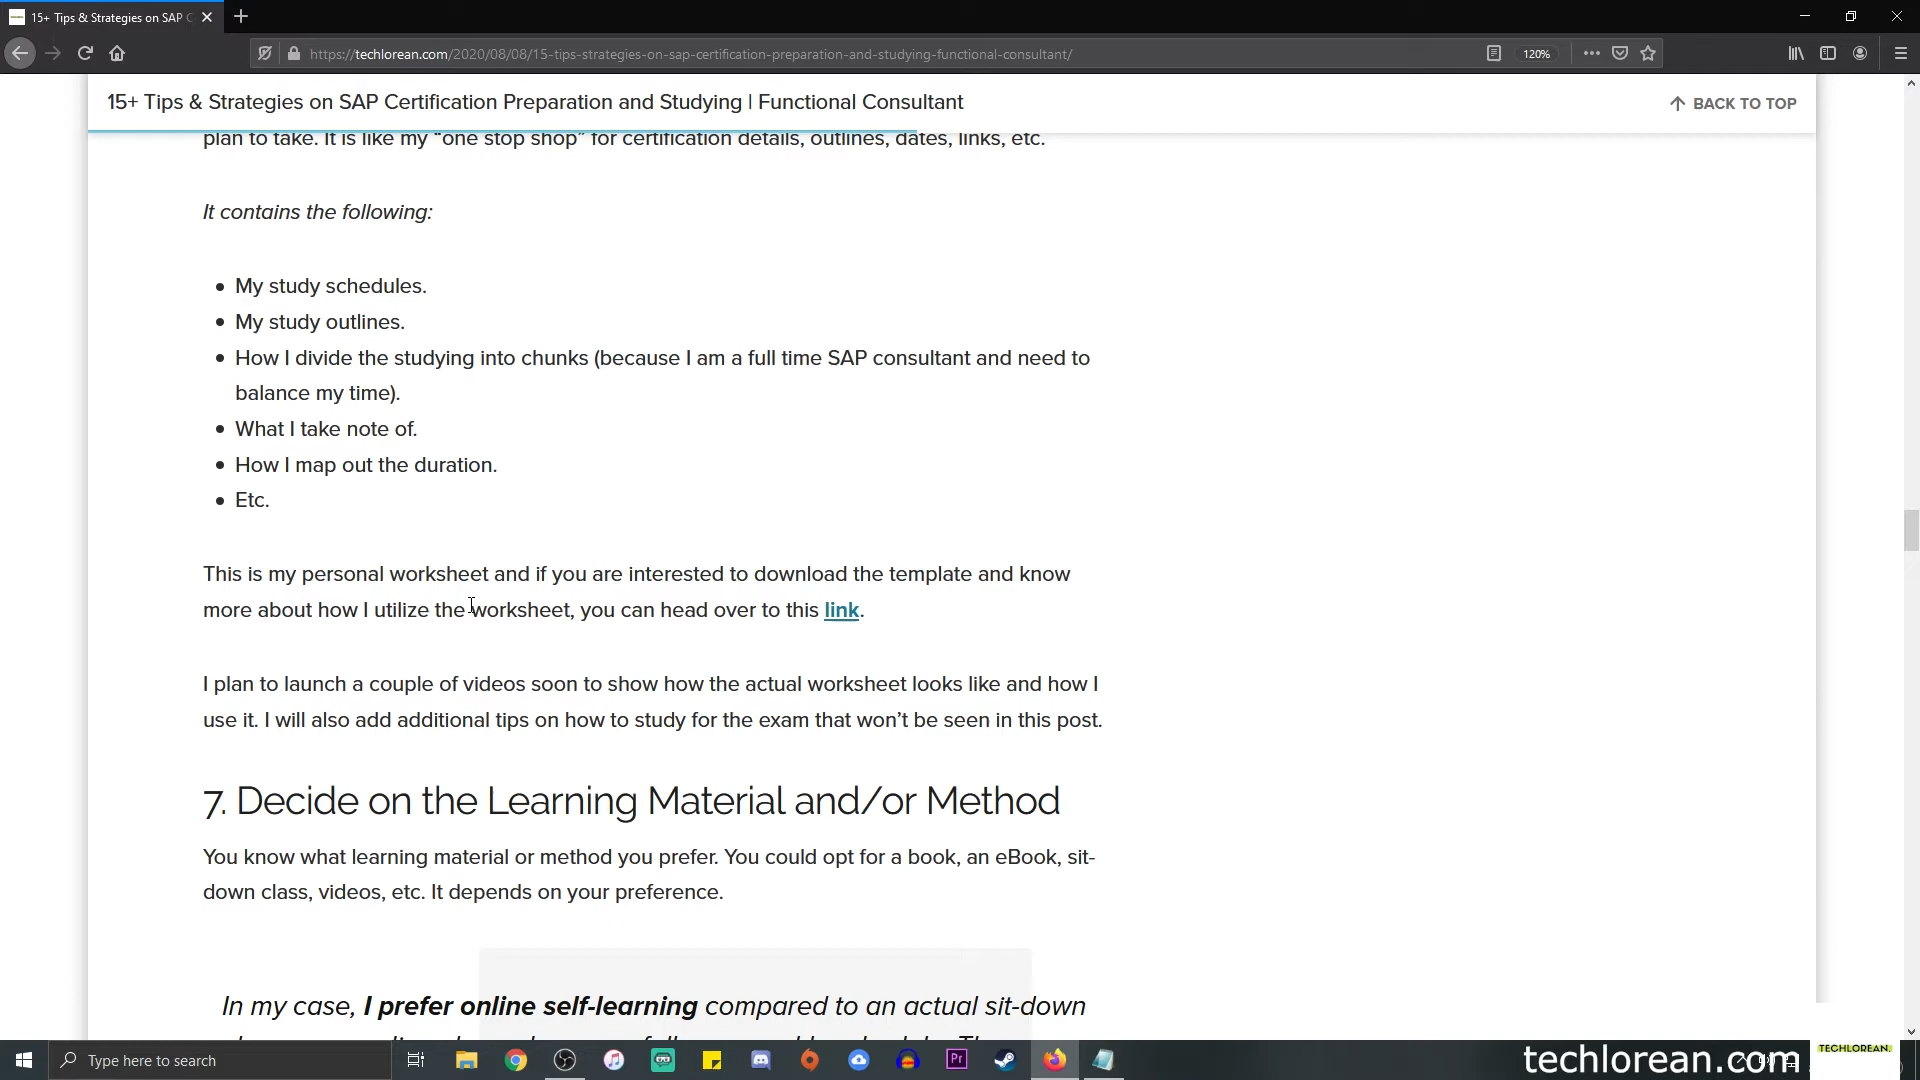 15+ Tips & Strategies on SAP C
https://techlorean.com/2020/08/08/15-tips-strategies-on-sap-certification-preparation-and-studying-functional-consultant/
120%
15+ Tips & Strategies on SAP Certification Preparation and Studying | Functional Consultant
BACK TO TOP
plan to take. It is like my “one stop shop” for certification details, outlines, dates, links, etc.
It contains the following:
My study schedules.
My study outlines.
How I divide the studying into chunks (because I am a full time SAP consultant and need to
balance my time).
What I take note of.
How I map out the duration.
Etc.
This is my personal worksheet and if you are interested to download the template and know
more about how I utilize the worksheet, you can head over to this link.
I plan to launch a couple of videos soon to show how the actual worksheet looks like and how I
use it. I will also add additional tips on how to study for the exam that won’t be seen in this post.
7. Decide on the Learning Material and/or Method
You know what learning material or method you prefer. You could opt for a book, an eBook, sit-
down class, videos, etc. It depends on your preference.
In my case, I prefer online self-learning compared to an actual sit-down
Type here to search
Pr
techlorean.com
TECHLOREAN.